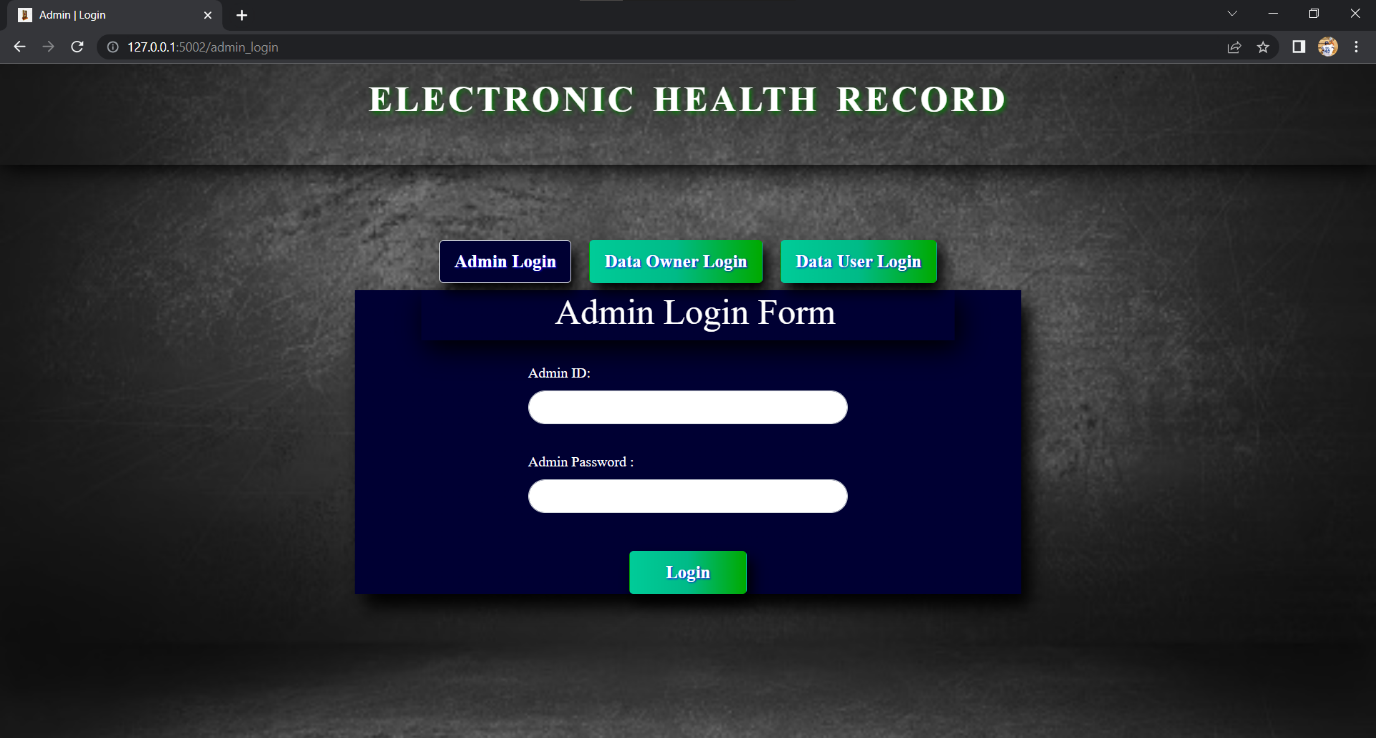 Admin | Login
127.0.0.1:5002/admin_login
ELECTRONIC HEALTH RECORD
Admin Login Data Owner Login Data User Login
Admin Login Form
Admin ID:
Admin Password :
Login